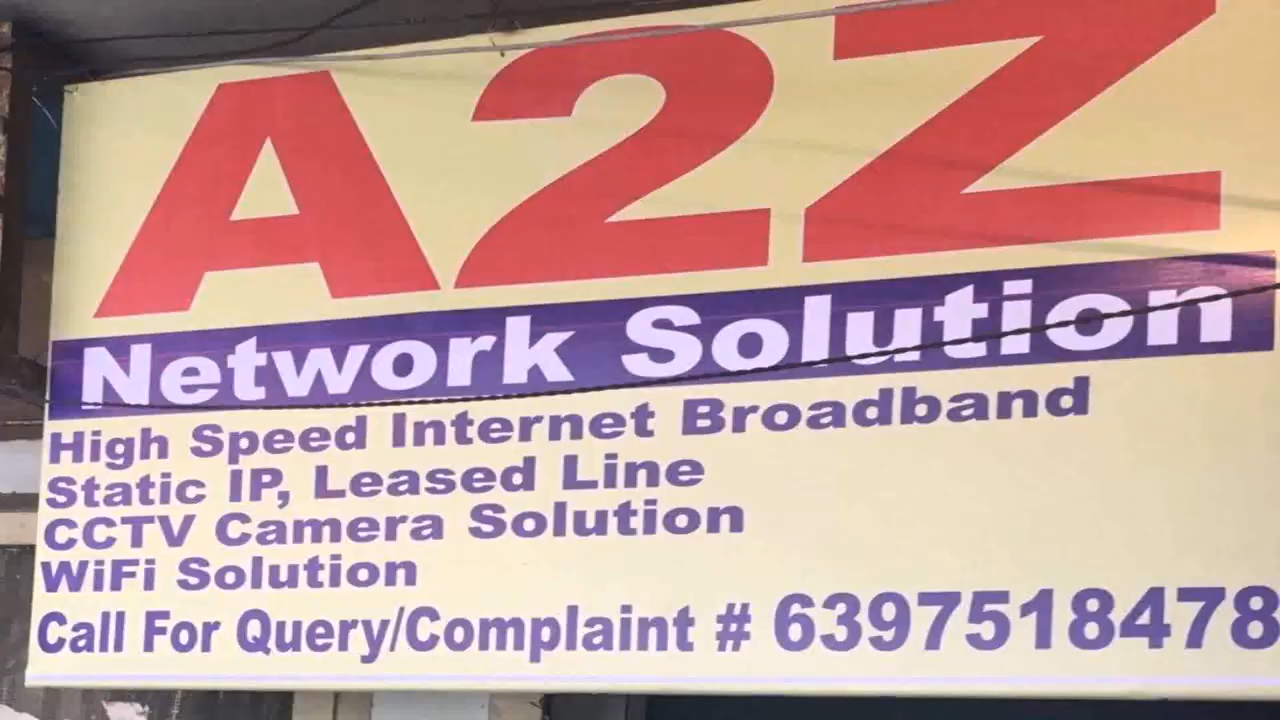 A2Z
Network Solution
High Speed Internet Broadband
Static IP, Leased Line
CCTV Camera Solution
WiFi Solution
Call For Query/Complaint # 6397518478